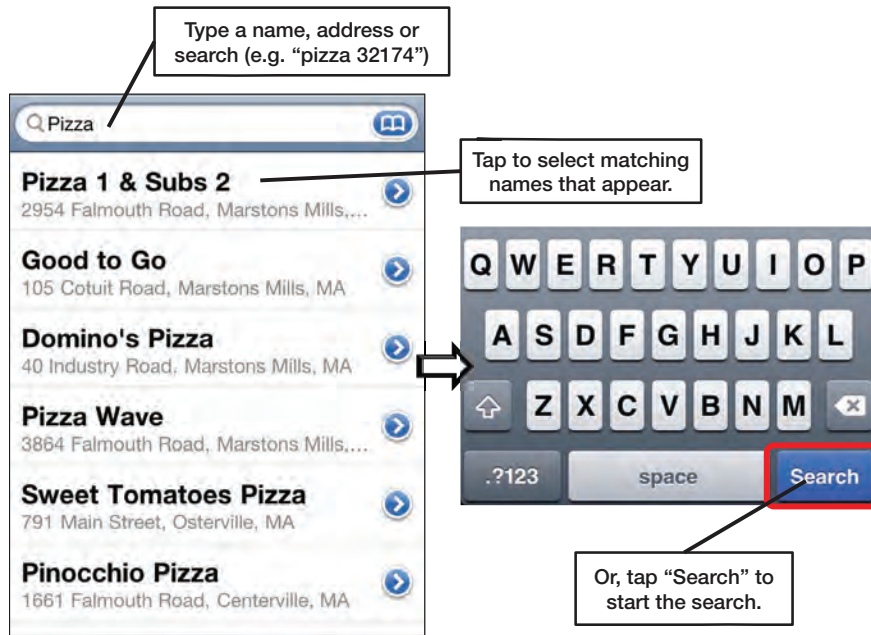 Type a name, address or
search (e.g. “pizza 32174”)
Pizza
Pizza 1 & Subs 2
2954 Falmouth Road, Marstons Mills,...
Good to Go
105 Cotuit Road, Marstons Mills, MA
Domino's Pizza
40 Industry Road, Marstons Mills, MA
Pizza Wave
3864 Falmouth Road, Marstons Mills,...
Sweet Tomatoes Pizza
791 Main Street, Osterville, MA
Pinocchio Pizza
1661 Falmouth Road, Centerville, MA
Tap to select matching
names that appear.
Q W E R T Y U I O P
A S D F G H J K L
Z X C V B N M
.?123 space Search
Or, tap “Search” to
start the search.